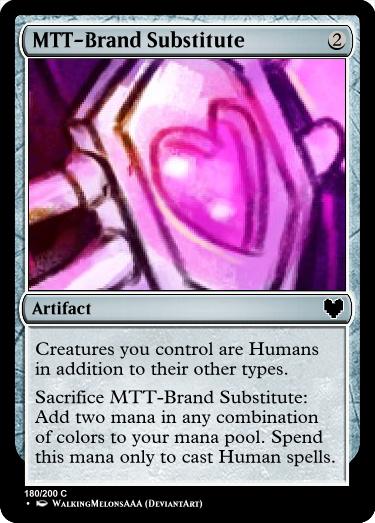 MTT-Brand Substitute 2
Artifact
Creatures you control are Humans
in addition to their other types.
Sacrifice MTT-Brand Substitute:
Add two mana in any combination
of colors to your mana pool. Spend
this mana only to cast Human spells.
180/200 C
• WalkingMelonsAAA (DeviantArt)